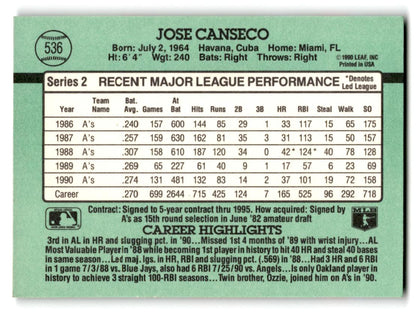 536
JOSE CANSECO
Born: July 2, 1964 Havana, Cuba Home: Miami, FL
Ht: 6'4" Wgt: 240 Bats: Right Throws: Right
© 1990 LEAF, INC
Printed in USA
Series 2 RECENT MAJOR LEAGUE PERFORMANCE *Denotes Led League
Year Team Name Bat. Avg. Games At Bat Hits Runs 2B 3B HR RBI Steal Walk SO
1986 A's .240 157 600 144 85 29 1 33 117 15 65 175
1987 A's .257 159 630 162 81 35 3 31 113 15 50 157
1988 A's .307 158 610 187 120 34 0 42* 124* 40 78 128
1989 A's .269 65 227 61 40 9 1 17 57 6 23 69
1990 A's .274 131 481 132 83 14 2 37 101 19 72 158
Career .270 699 2644 715 425 124 7 165 525 96 292 718
Contract: Signed to 5-year contract thru 1995. How acquired: Signed by
A's as 15th round selection in June '82 amateur draft
CAREER HIGHLIGHTS
3rd in AL in HR and slugging pct. in '90... Missed 1st 4 months of '89 with wrist injury... AL
Most Valuable Player in '88 while becoming 1st player in history to hit 40 HR and steal 40 bases
in same season... Led maj. lgs. in HR, RBI and slugging pct. (.569) in '88... Had 3 HR and 6 RBI
in 1 game 7/3/88 vs. Blue Jays, also had 6 RBI 7/25/90 vs. Angels... Is only Oakland player in
history to achieve 3 straight 100-RBI seasons... Twin brother, Ozzie, joined him on A's in '90.